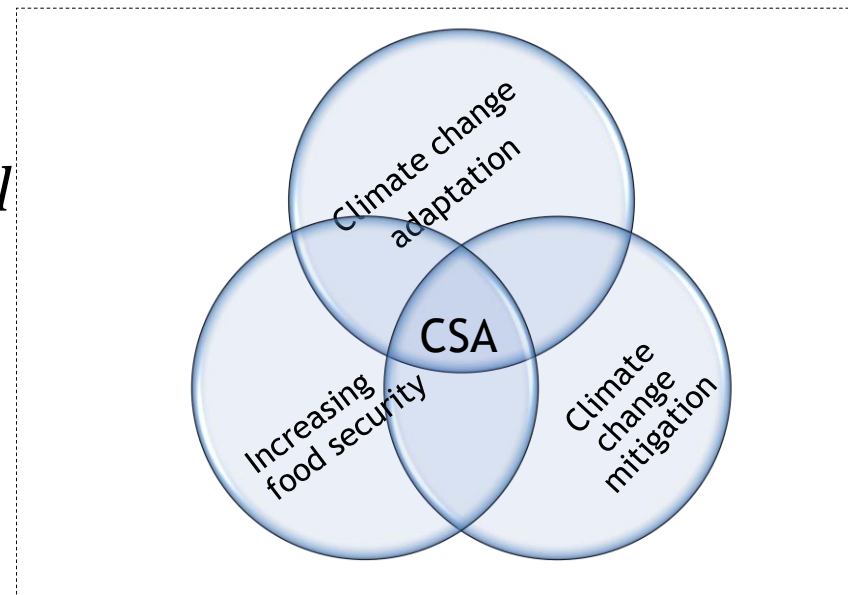 l
Climate change
adaptation
CSA
Increasing
food security
Climate
change
mitigation